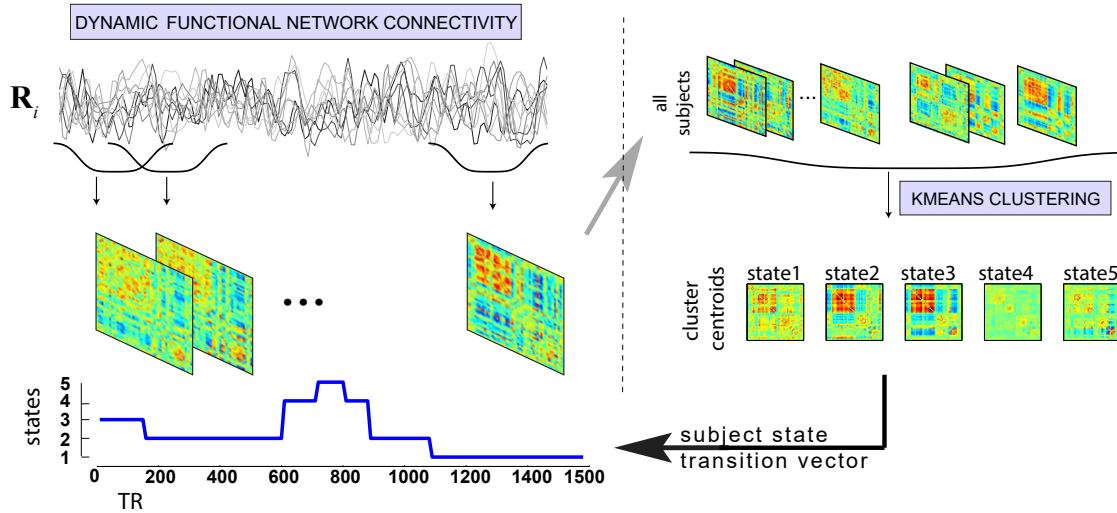 DYNAMIC FUNCTIONAL NETWORK CONNECTIVITY
R_i
all
subjects
...
KMEANS CLUSTERING
state1 state2 state3 state4 state5
cluster
centroids
...
states
5
4
3
2
1
0 200 400 600 800 1000 1200 1400 1500
TR
subject state
transition vector